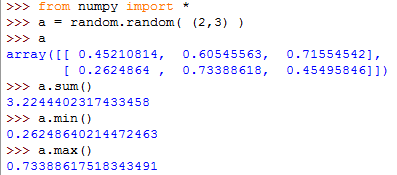 >>> from numpy import *
>>> a = random.random( (2,3) )
>>> a
array([[ 0.45210814,  0.60545563,  0.71554542],
       [ 0.2624864 ,  0.73388618,  0.45495846]])
>>> a.sum()
3.2244402317433458
>>> a.min()
0.26248640214472463
>>> a.max()
0.73388617518343491